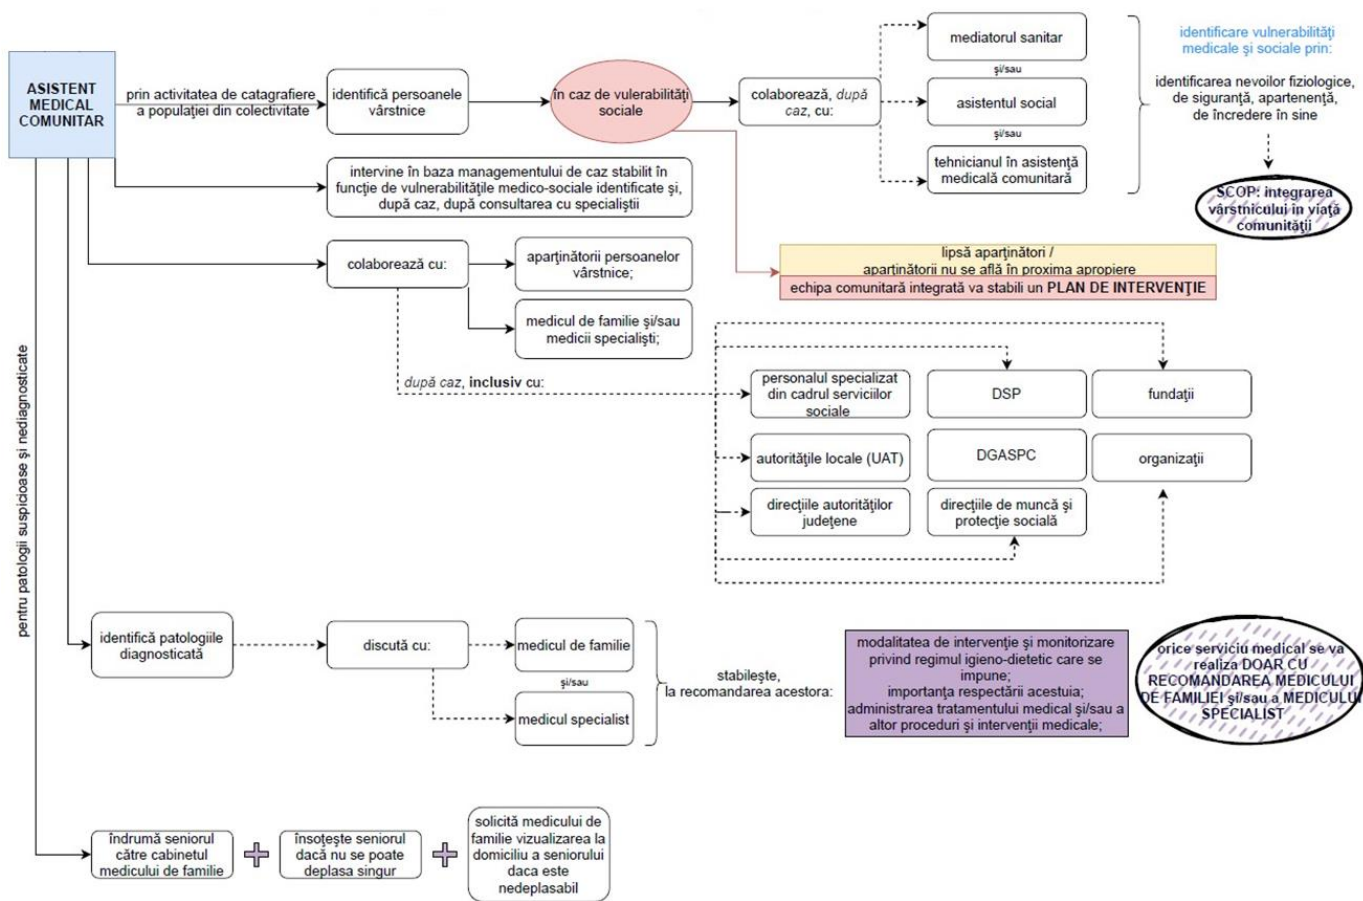 ASISTENT
MEDICAL
COMUNITAR
prin activitatea de catagrafiere
a populației din colectivitate
identifică persoanele
vârstnice
în caz de vulerabilități
sociale
colaborează, după
caz, cu:
mediatorul sanitar
și/sau
asistentul social
și/sau
tehnicianul în asistență
medicală comunitară
identificare vulnerabilități
medicale și sociale prin:
identificarea nevoilor fiziologice,
de siguranță, apartenență,
de încredere în sine
SCOP: integrarea
vârstnicului în viață
comunității
intervine în baza managementului de caz stabilit în
funcție de vulnerabilitățile medico-sociale identificate și,
după caz, după consultarea cu specialiștii
colaborează cu:
aparținătorii persoanelor
vârstnice;
medicul de familie și/sau
medicii specialiști;
lipsă aparținători /
aparținătorii nu se află în proxima apropiere
echipa comunitară integrată va stabili un PLAN DE INTERVENȚIE
după caz, inclusiv cu:
personalul specializat
din cadrul serviciilor
sociale
DSP
fundații
autoritățile locale (UAT)
DGASPC
organizații
direcțiile autorităților
județene
direcțiile de muncă și
protecție socială
pentru patologii suspicioase și nediagnosticate
identifică patologiile
diagnosticată
discută cu:
medicul de familie
și/sau
medicul specialist
stabilește,
la recomandarea acestora:
modalitatea de intervenție și monitorizare
privind regimul igieno-dietetic care se
impune;
importanța respectării acestuia;
administrarea tratamentului medical și/sau a
altor proceduri și intervenții medicale;
orice serviciu medical se va
realiza DOAR CU
RECOMANDAREA MEDICULUI
DE FAMILIEI și/sau a MEDICULUI
SPECIALIST
îndrumă seniorul
către cabinetul
medicului de familie
însoțește seniorul
dacă nu se poate
deplasa singur
solicită medicului de
familie vizualizarea la
domiciliu a seniorului
daca este
nedeplasabil